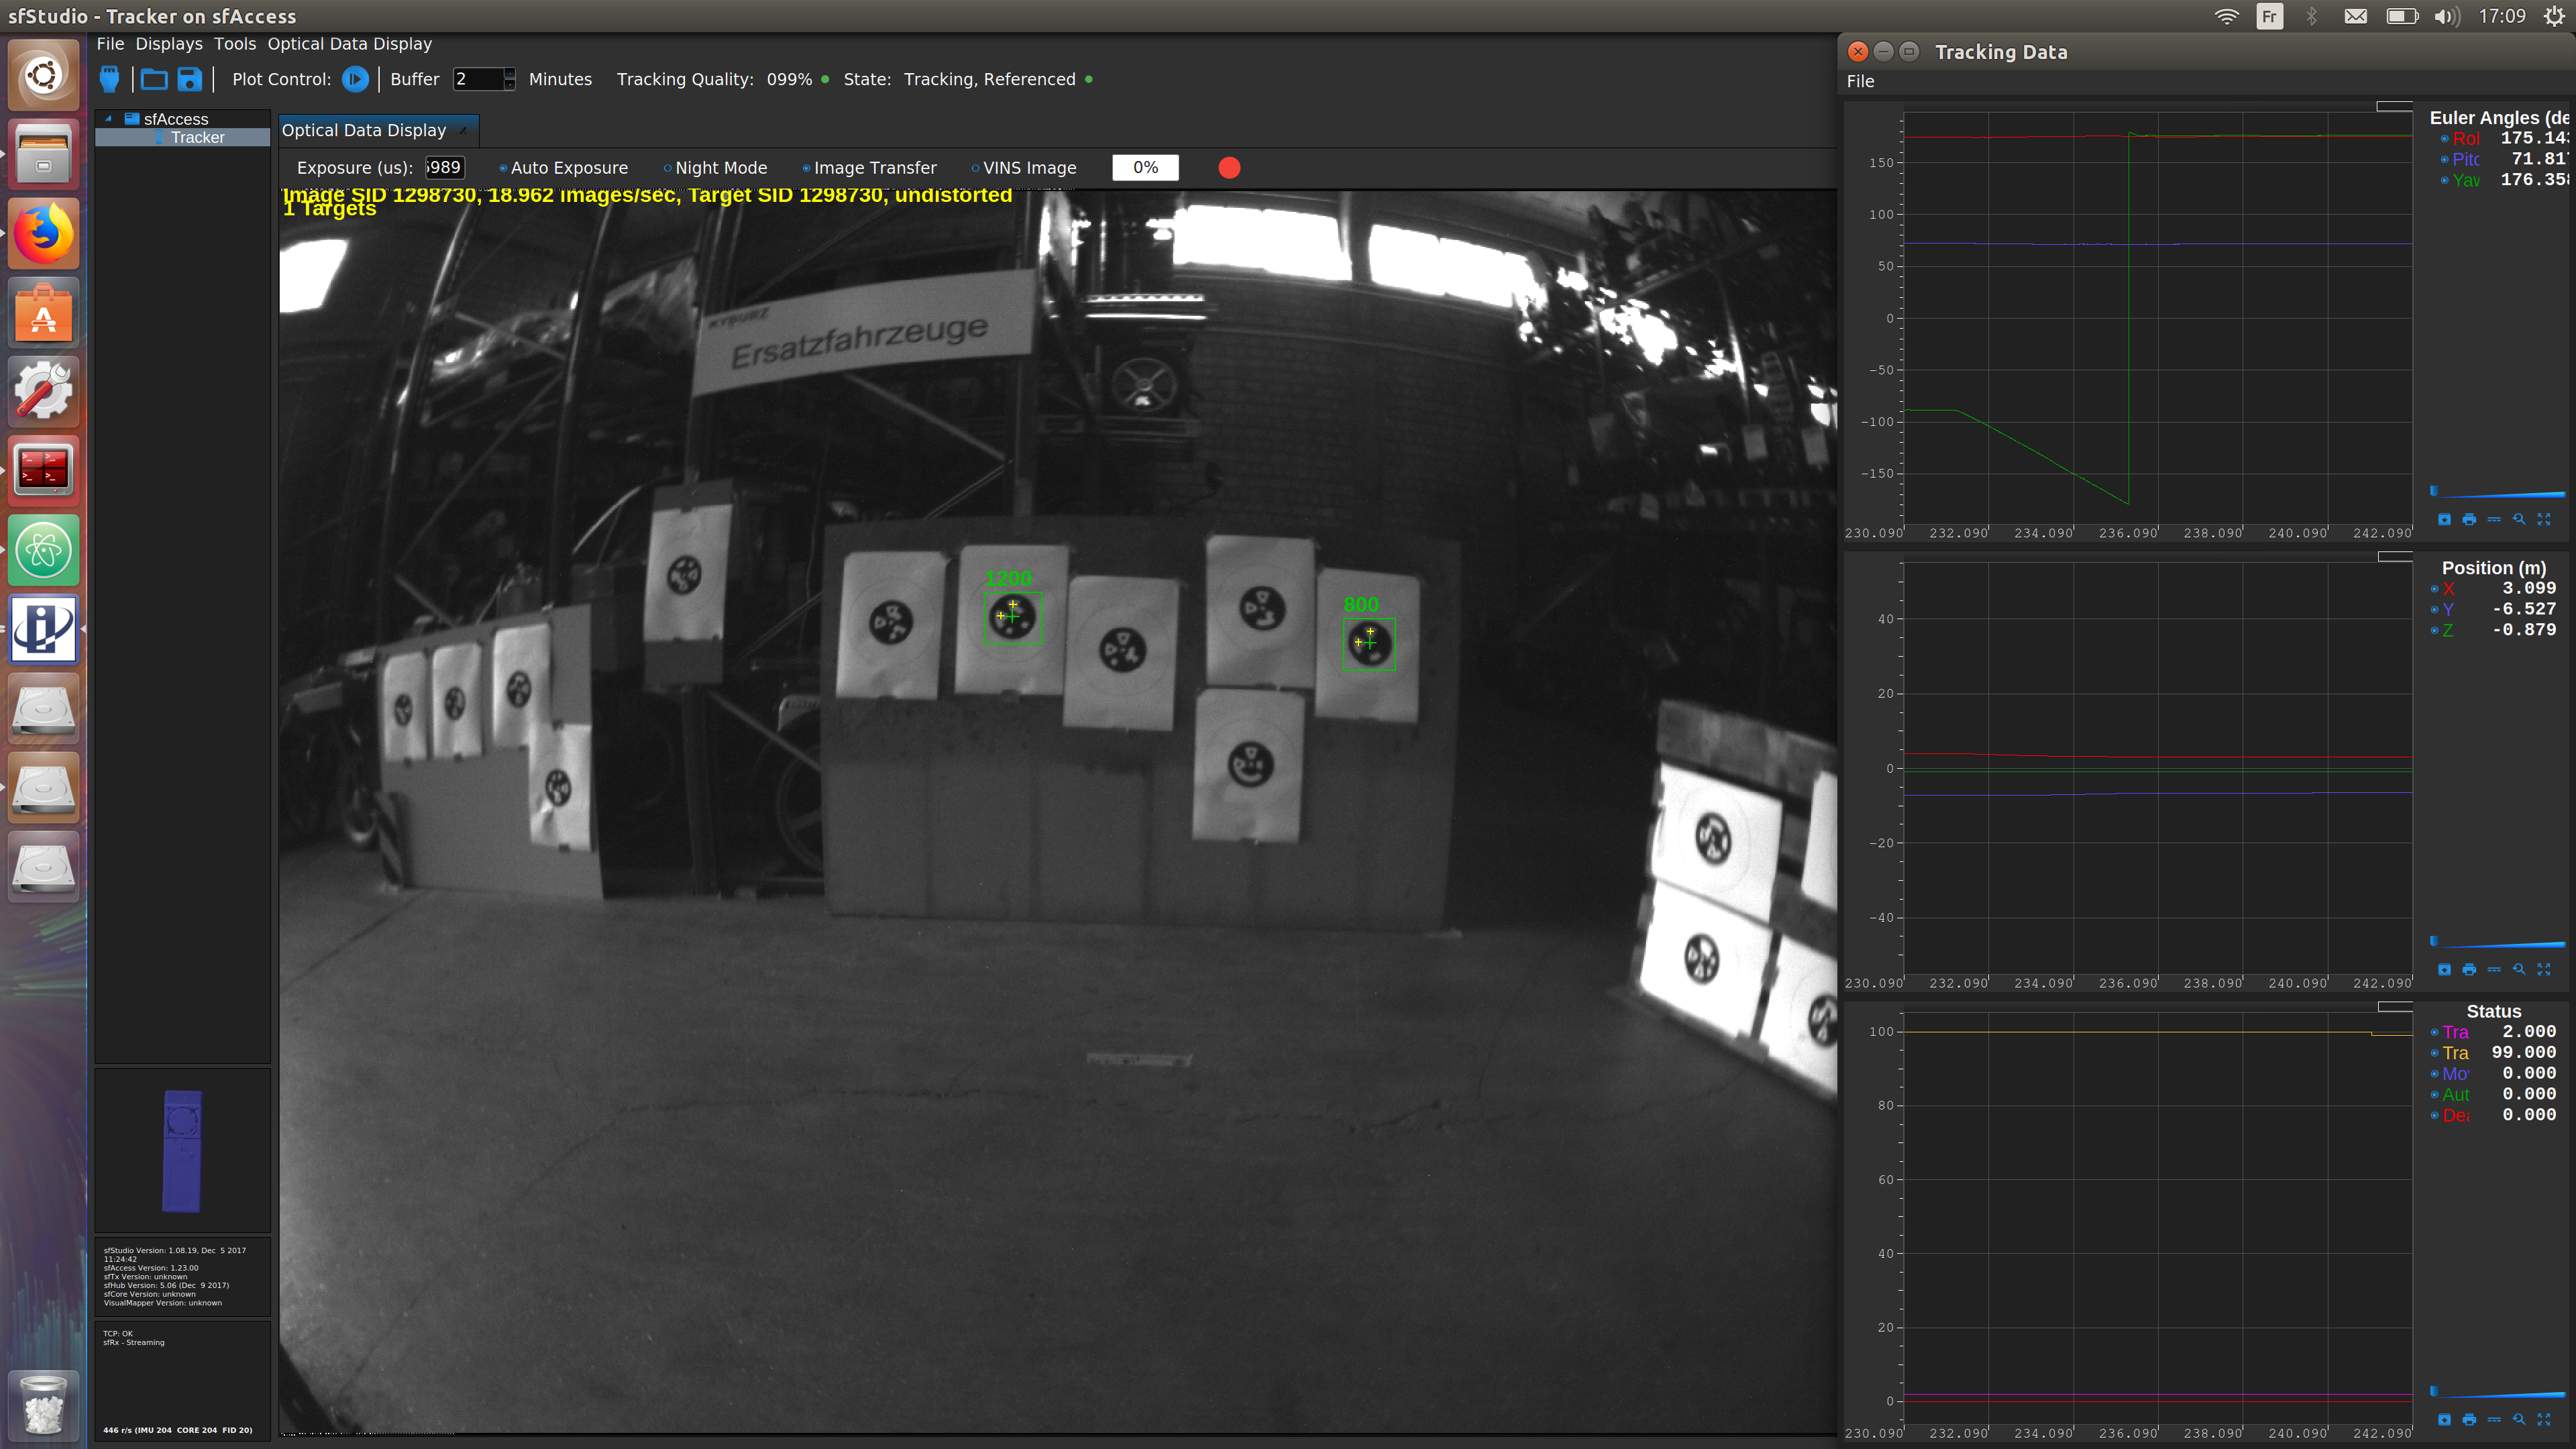 sfStudio - Tracker on sfAccess
Fr
17:09
File Displays Tools Optical Data Display
Plot Control: Buffer 2 Minutes Tracking Quality: 099% State: Tracking, Referenced
sfAccess
Tracker
Optical Data Display
Exposure (us): 989 Auto Exposure Night Mode Image Transfer VINS Image 0%
Image SID 1298730, 18.962 images/sec, Target SID 1298730, undistorted
1 Targets
KYBURZ
Ersatzfahrzeuge
1200
800
sfStudio Version: 1.08.19, Dec 5 2017
11:24:42
sfAccess Version: 1.23.00
sfTx Version: unknown
sfHub Version: 5.06 (Dec 9 2017)
sfCore Version: unknown
VisualMapper Version: unknown
TCP: OK
sfRx - Streaming
446 r/s (IMU 204 CORE 204 FID 20)
Tracking Data
File
Euler Angles (de
Rol 175.143
Pitc 71.817
Yaw 176.358
150
100
50
0
-50
-100
-150
230.090 232.090 234.090 236.090 238.090 240.090 242.090
Position (m)
X 3.099
Y -6.527
Z -0.879
40
20
0
-20
-40
230.090 232.090 234.090 236.090 238.090 240.090 242.090
Status
Tra 2.000
Tra 99.000
Mo 0.000
Aut 0.000
Dea 0.000
100
80
60
40
20
0
230.090 232.090 234.090 236.090 238.090 240.090 242.090